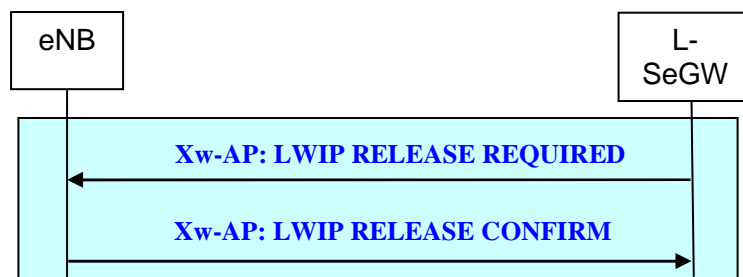 eNB
L-
SeGW
Xw-AP: LWIP RELEASE REQUIRED
Xw-AP: LWIP RELEASE CONFIRM